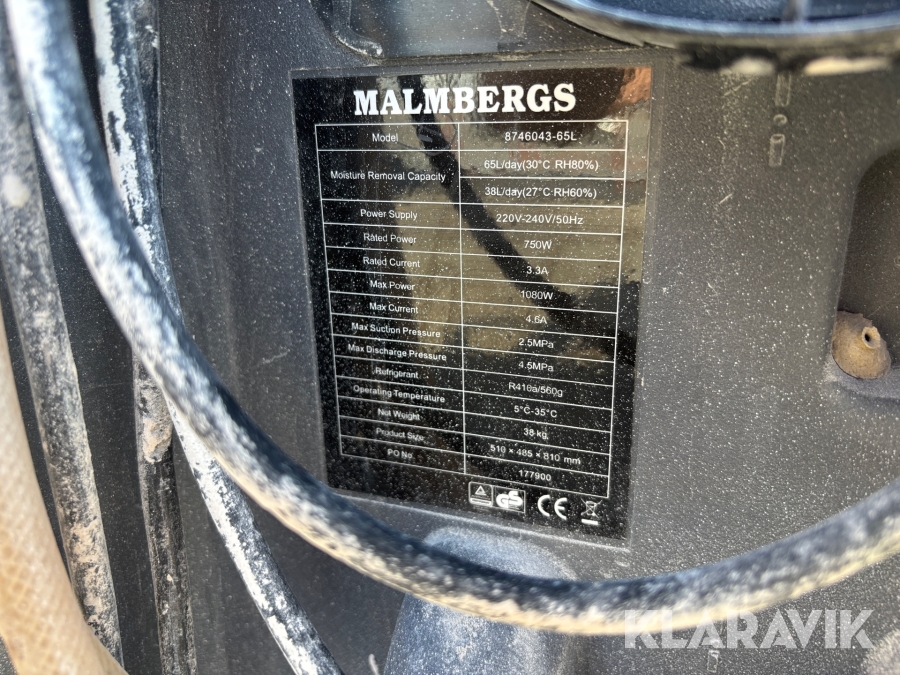 MALMBERGS
Model 8746043-65L
Moisture Removal Capacity 65L/day(30°C RH80%)
38L/day(27°C RH60%)
Power Supply 220V-240V/50Hz
Rated Power 750W
Rated Current 3.3A
Max Power 1080W
Max Current 4.6A
Max Suction Pressure 2.5MPa
Max Discharge Pressure 4.5MPa
Refrigerant R410a/560g
Operating Temperature 5°C-35°C
Net Weight 38 kg
Product Size 510 × 485 × 810 mm
PO No. 177900
GS CE
KLARAVIK